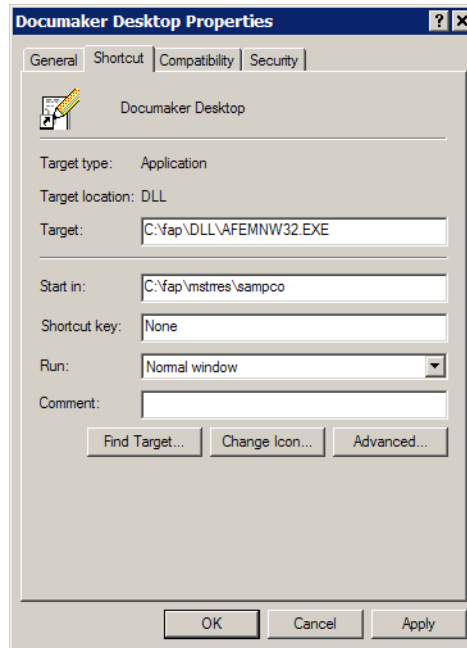 Documaker Desktop Properties
General Shortcut Compatibility Security
Documaker Desktop
Target type: Application
Target location: DLL
Target: C:\fap\DLL\AFEMNW32.EXE
Start in: C:\fap\mstrres\sampco
Shortcut key: None
Run: Normal window
Comment:
Find Target... Change Icon... Advanced...
OK Cancel Apply